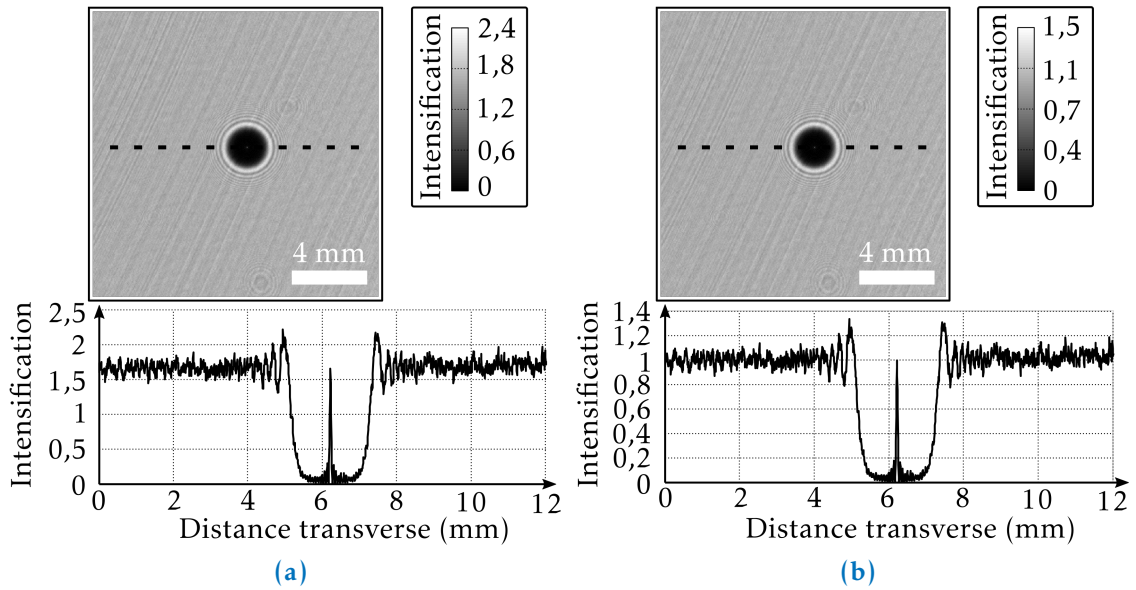 Intensification
2,4
1,8
1,2
0,6
0
4 mm
Intensification
2,5
2
1,5
1
0,5
0
0 2 4 6 8 10 12
Distance transverse (mm)
(a)
Intensification
1,5
1,1
0,7
0,4
0
4 mm
Intensification
1,4
1,2
1
0,8
0,6
0,4
0,2
0
0 2 4 6 8 10 12
Distance transverse (mm)
(b)